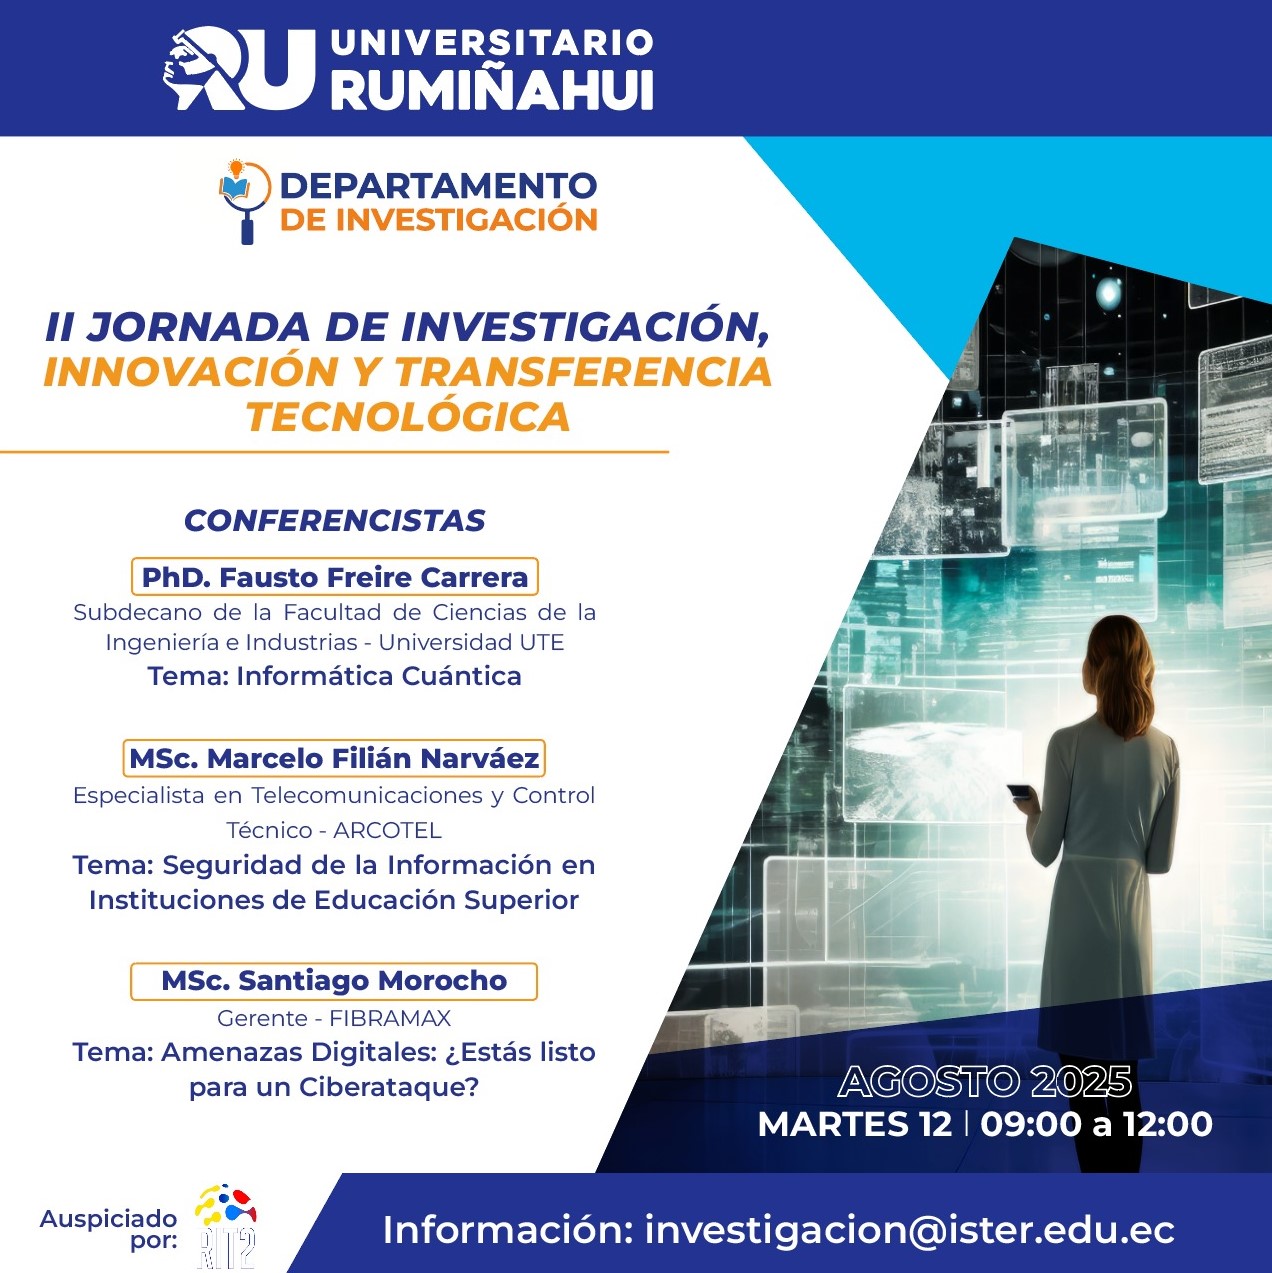 UNIVERSITARIO
RUMIÑAHUI
DEPARTAMENTO
DE INVESTIGACIÓN
II JORNADA DE INVESTIGACIÓN,
INNOVACIÓN Y TRANSFERENCIA
TECNOLÓGICA
CONFERENCISTAS
PhD. Fausto Freire Carrera
Subdecano de la Facultad de Ciencias de la
Ingeniería e Industrias - Universidad UTE
Tema: Informática Cuántica
MSc. Marcelo Filián Narváez
Especialista en Telecomunicaciones y Control
Técnico - ARCOTEL
Tema: Seguridad de la Información en
Instituciones de Educación Superior
MSc. Santiago Morocho
Gerente - FIBRAMAX
Tema: Amenazas Digitales: ¿Estás listo
para un Ciberataque?
AGOSTO 2025
MARTES 12 | 09:00 a 12:00
Auspiciado
por:
RIT2
Información: investigacion@ister.edu.ec